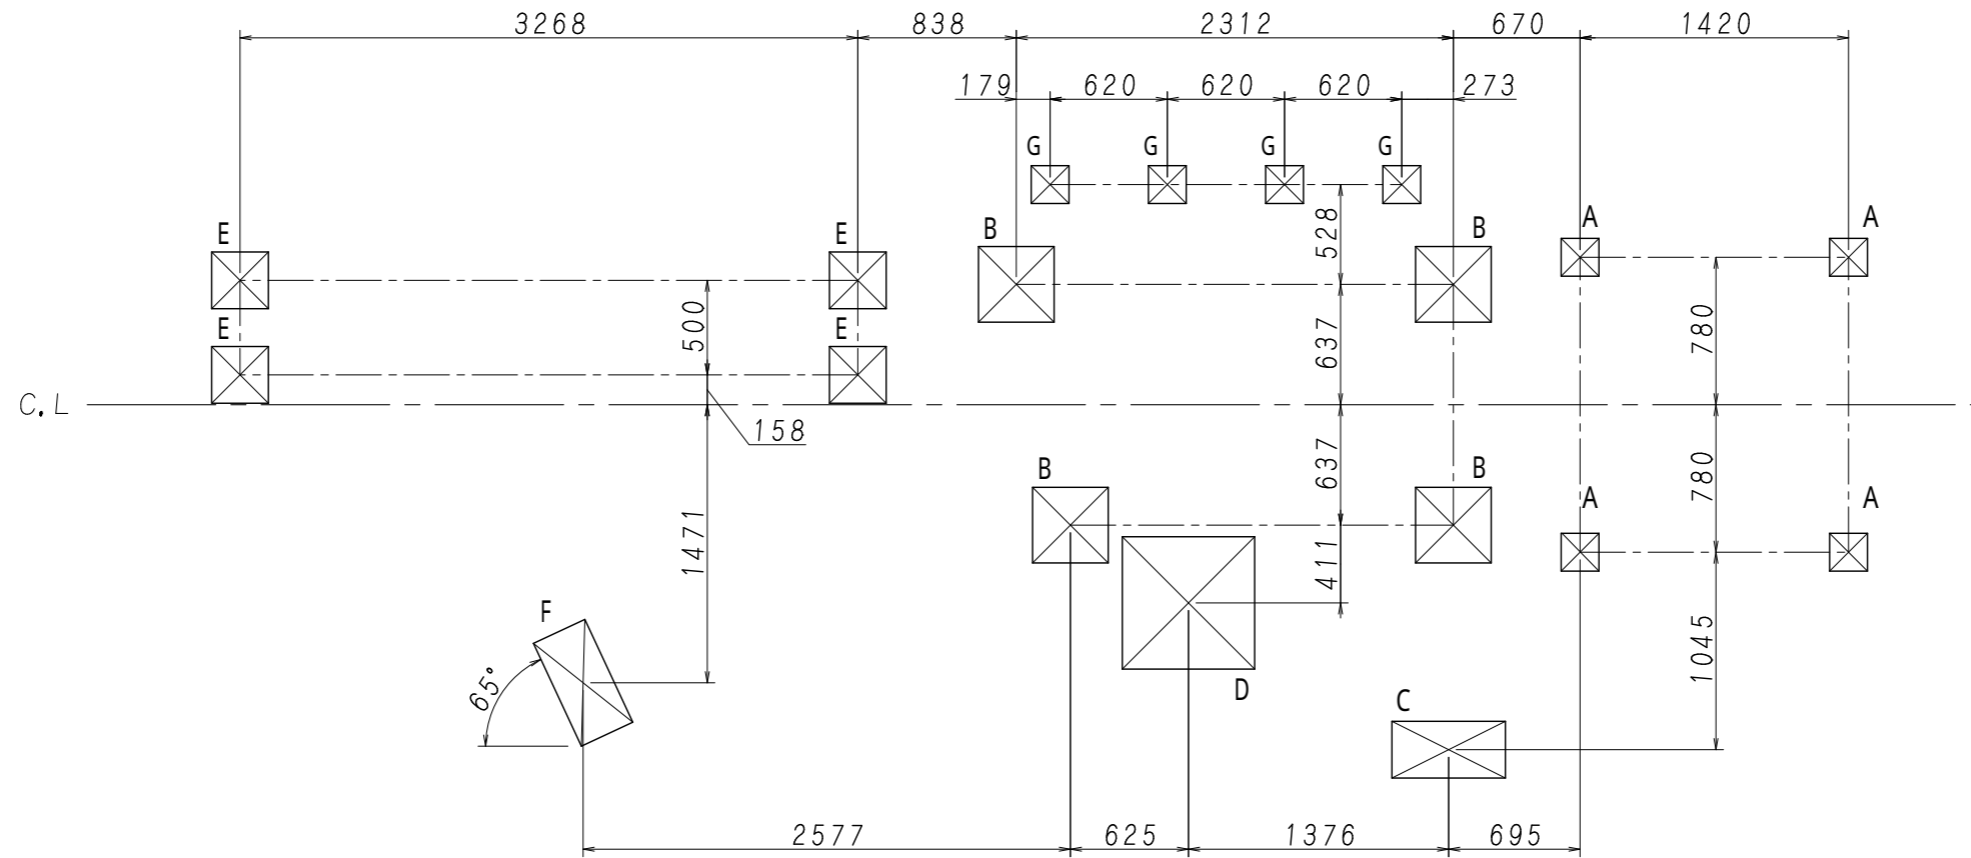 3268 838 2312 670 1420
179 620 620 620 273
G G G G
E E B B A A
528
E E 500 637 780
C.L
158
B B A A
637 780
1471 411
F 65° D C 1045
2577 625 1376 695